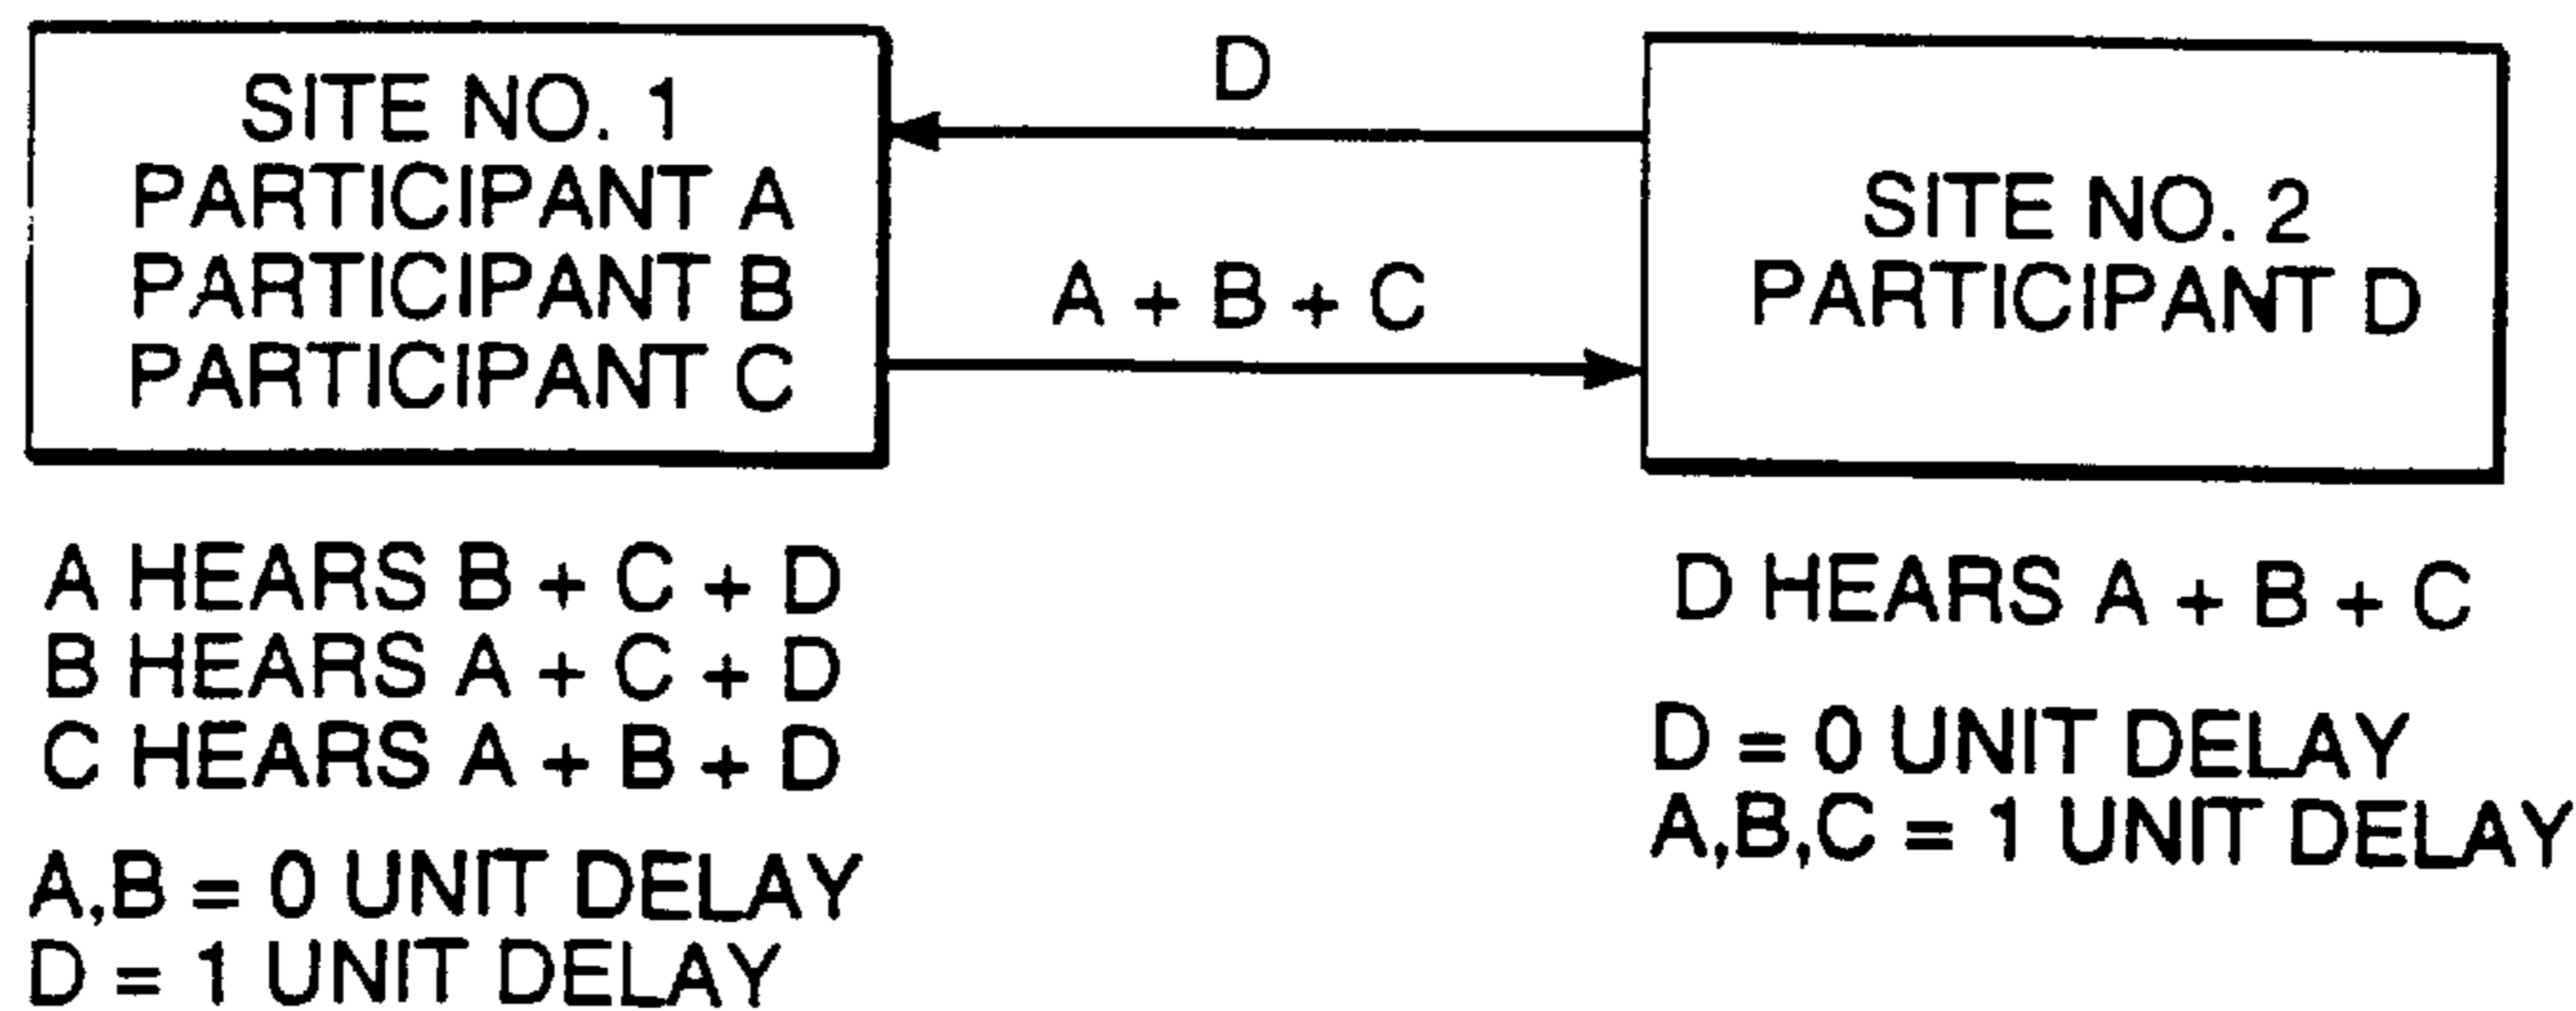 SITE NO. 1
PARTICIPANT A
PARTICIPANT B
PARTICIPANT C
D
A + B + C
SITE NO. 2
PARTICIPANT D
A HEARS B + C + D
B HEARS A + C + D
C HEARS A + B + D
A,B = 0 UNIT DELAY
D = 1 UNIT DELAY
D HEARS A + B + C
D = 0 UNIT DELAY
A,B,C = 1 UNIT DELAY